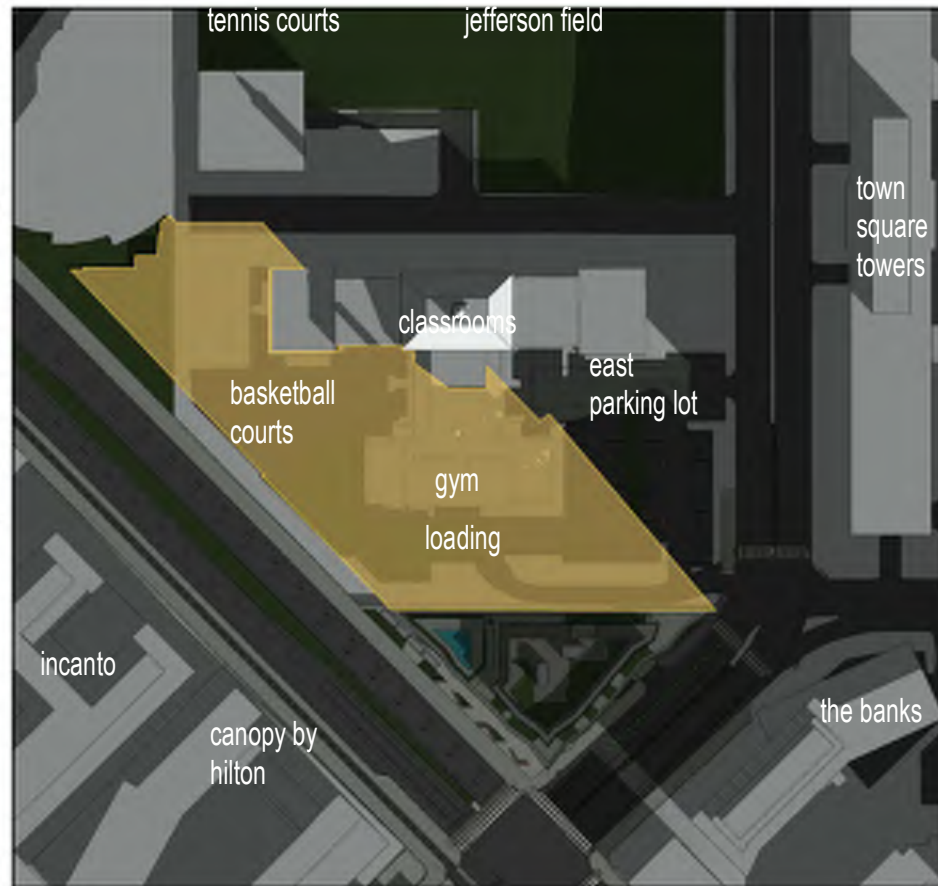 tennis courts
jefferson field
town
square
towers
classrooms
east
parking lot
basketball
courts
gym
loading
incanto
canopy by
hilton
the banks